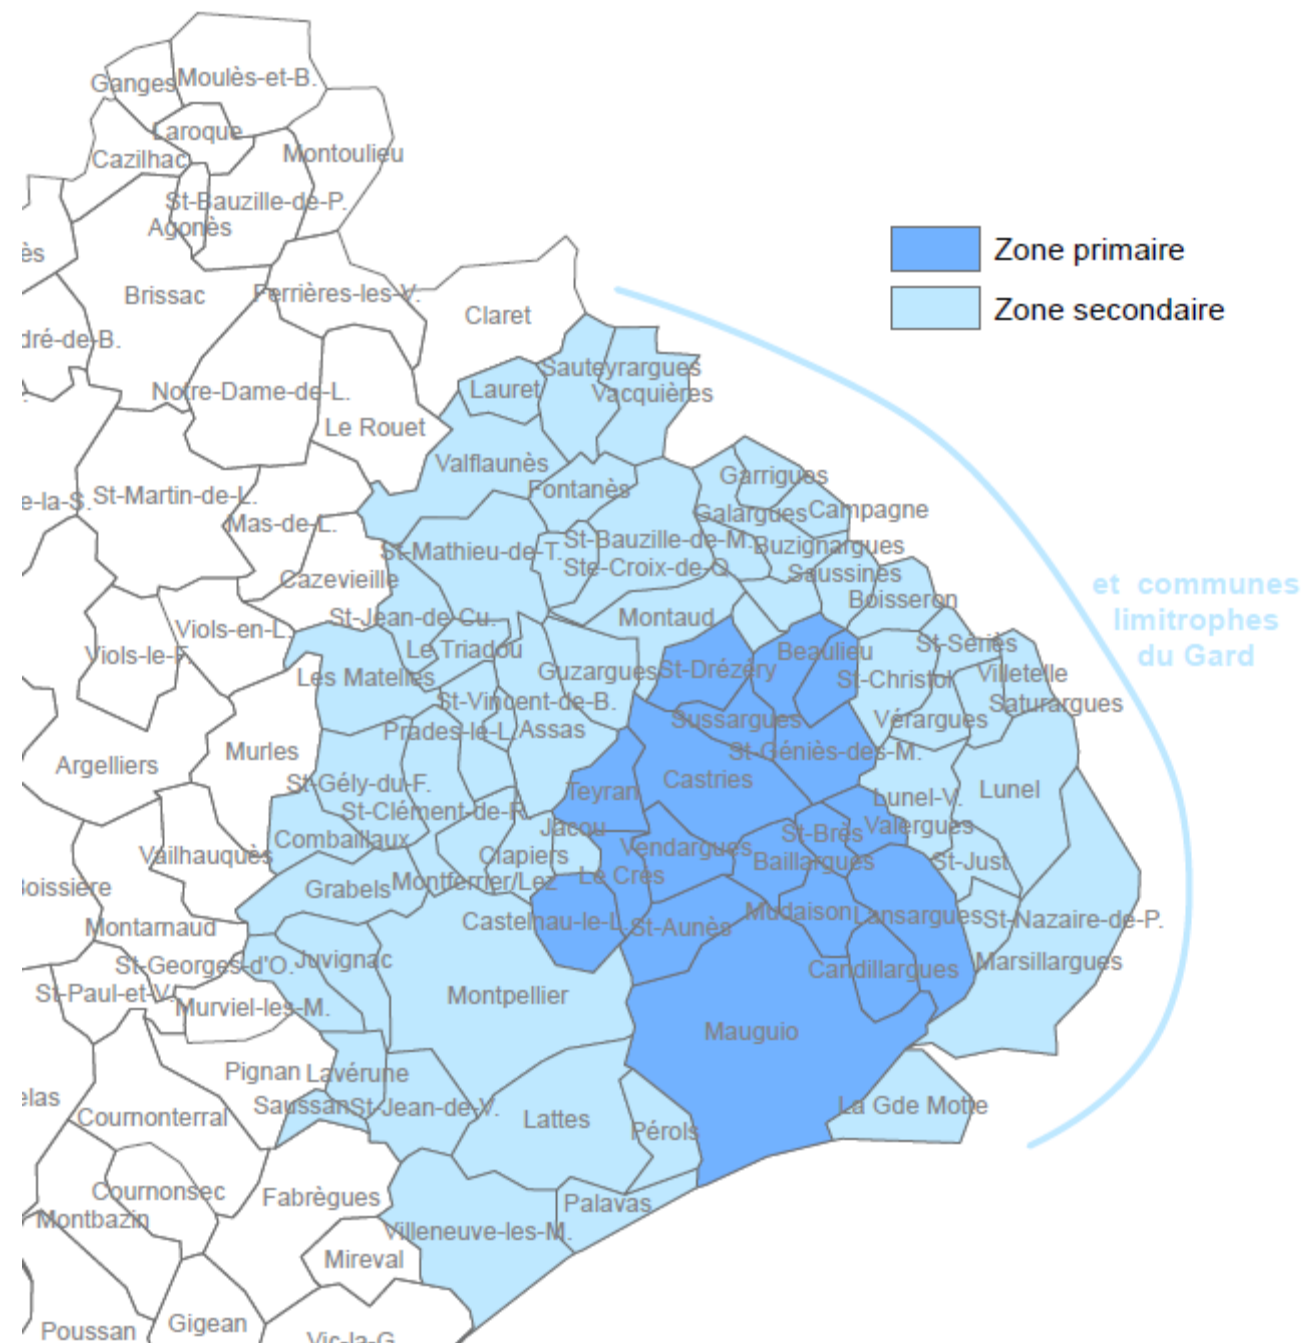 Ganges
Moulès-et-B.
Laroque
Cazilhac
Montoulieu
St-Bauzille-de-P.
Agonès
ès
Zone primaire
Brissac
Ferrières-les-V.
Claret
Zone secondaire
dré-de-B.
Sauteyrargues
Notre-Dame-de-L.
Lauret
Vacquières
Le Rouet
Valflaunès
Garrigues
Fontanès
e-la-S.
St-Martin-de-L.
Galargues
Campagne
Mas-de-L.
St-Mathieu-de-T.
St-Bauzille-de-M.
Buzignargues
Cazevieille
Ste-Croix-de-Q.
Saussines
et communes
limitrophes
du Gard
Boisseron
St-Jean-de-Cu.
Montaud
Viols-en-L.
Viols-le-F.
Le Triadou
Beaulieu
St-Sériès
Les Matelles
Guzargues
St-Drézéry
St-Christol
Villetelle
St-Vincent-de-B.
Saturargues
Prades-le-L.
Assas
Sussargues
Vérargues
Argelliers
Murles
St-Géniès-des-M.
St-Gély-du-F.
Teyran
Castries
Lunel-V.
Lunel
St-Clément-de-R.
Jacou
St-Brès
Valergues
Combaillaux
Vailhauquès
Clapiers
Vendargues
Baillargues
St-Just
Boissière
Grabels
Montferrier/Lez
Le Crès
Montarnaud
Castelnau-le-L.
St-Aunès
Mudaison
Lansargues
St-Nazaire-de-P.
St-Georges-d'O.
Juvignac
Candillargues
Marsillargues
St-Paul-et-V.
Murviel-les-M.
Montpellier
Mauguio
Pignan
Lavérune
elas
Cournonterral
Saussan
St-Jean-de-V.
Lattes
Pérols
La Gde Motte
Cournonsec
Fabrègues
Palavas
Montbazin
Villeneuve-les-M.
Mireval
Poussan
Gigean
Vic-la-G.